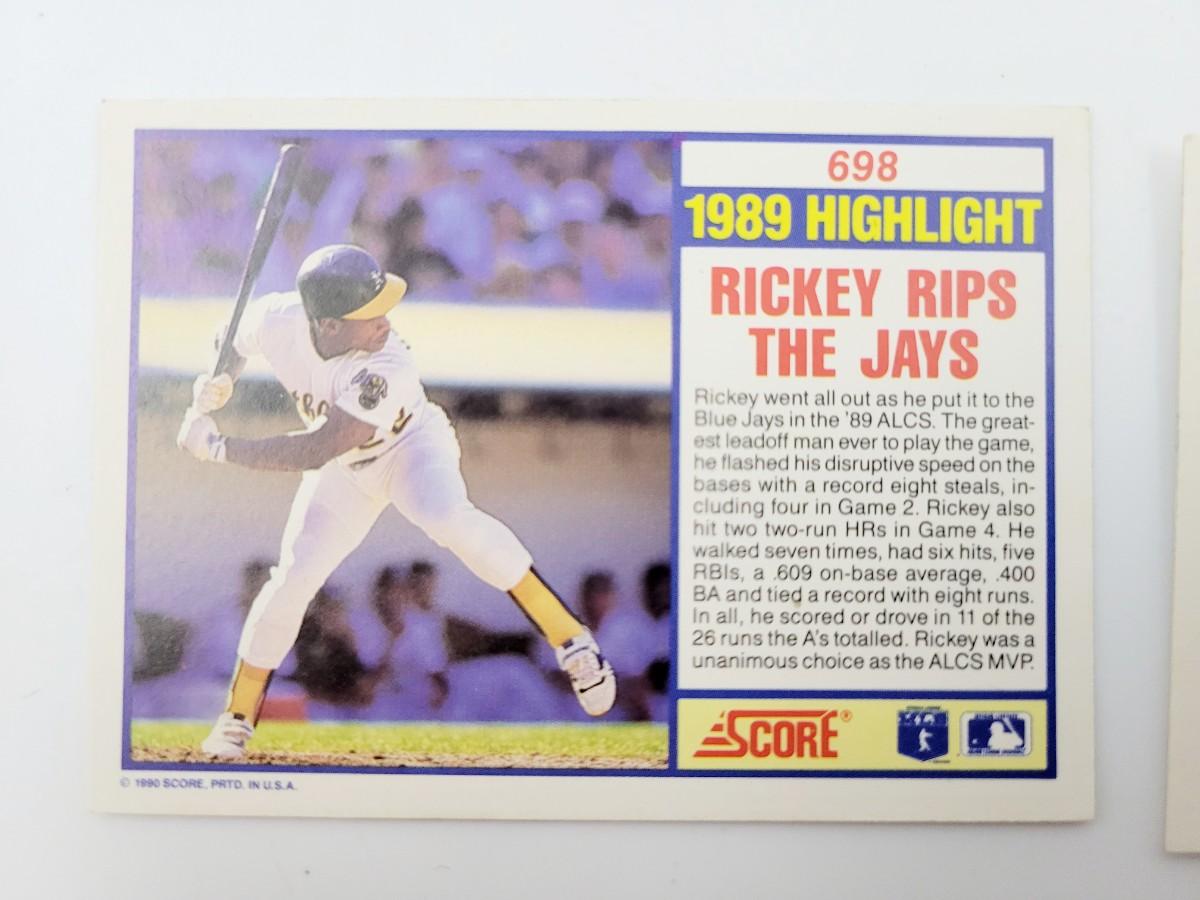 698
1989 HIGHLIGHT
RICKEY RIPS
THE JAYS
Rickey went all out as he put it to the
Blue Jays in the '89 ALCS. The great-
est leadoff man ever to play the game,
he flashed his disruptive speed on the
bases with a record eight steals, in-
cluding four in Game 2. Rickey also
hit two two-run HRs in Game 4. He
walked seven times, had six hits, five
RBIs, a .609 on-base average, .400
BA and tied a record with eight runs.
In all, he scored or drove in 11 of the
26 runs the A's totalled. Rickey was a
unanimous choice as the ALCS MVP.
SCORE®
© 1990 SCORE, PRTD. IN U.S.A.